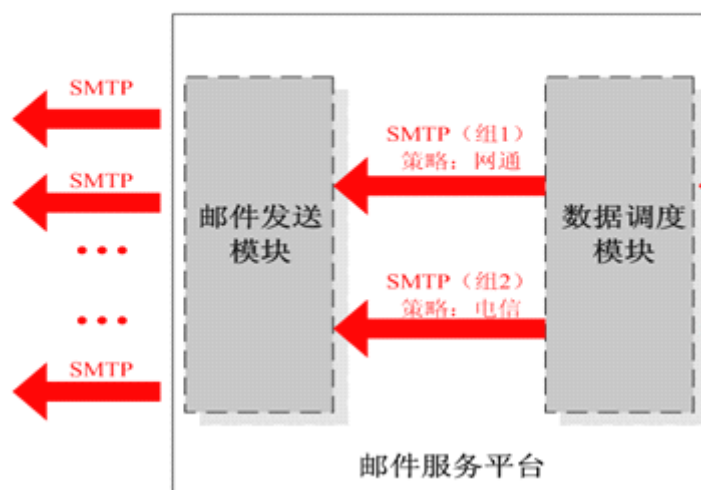 SMTP
SMTP
...
...
SMTP
邮件发送
模块
SMTP（组1）
策略：网通
SMTP（组2）
策略：电信
数据调度
模块
邮件服务平台